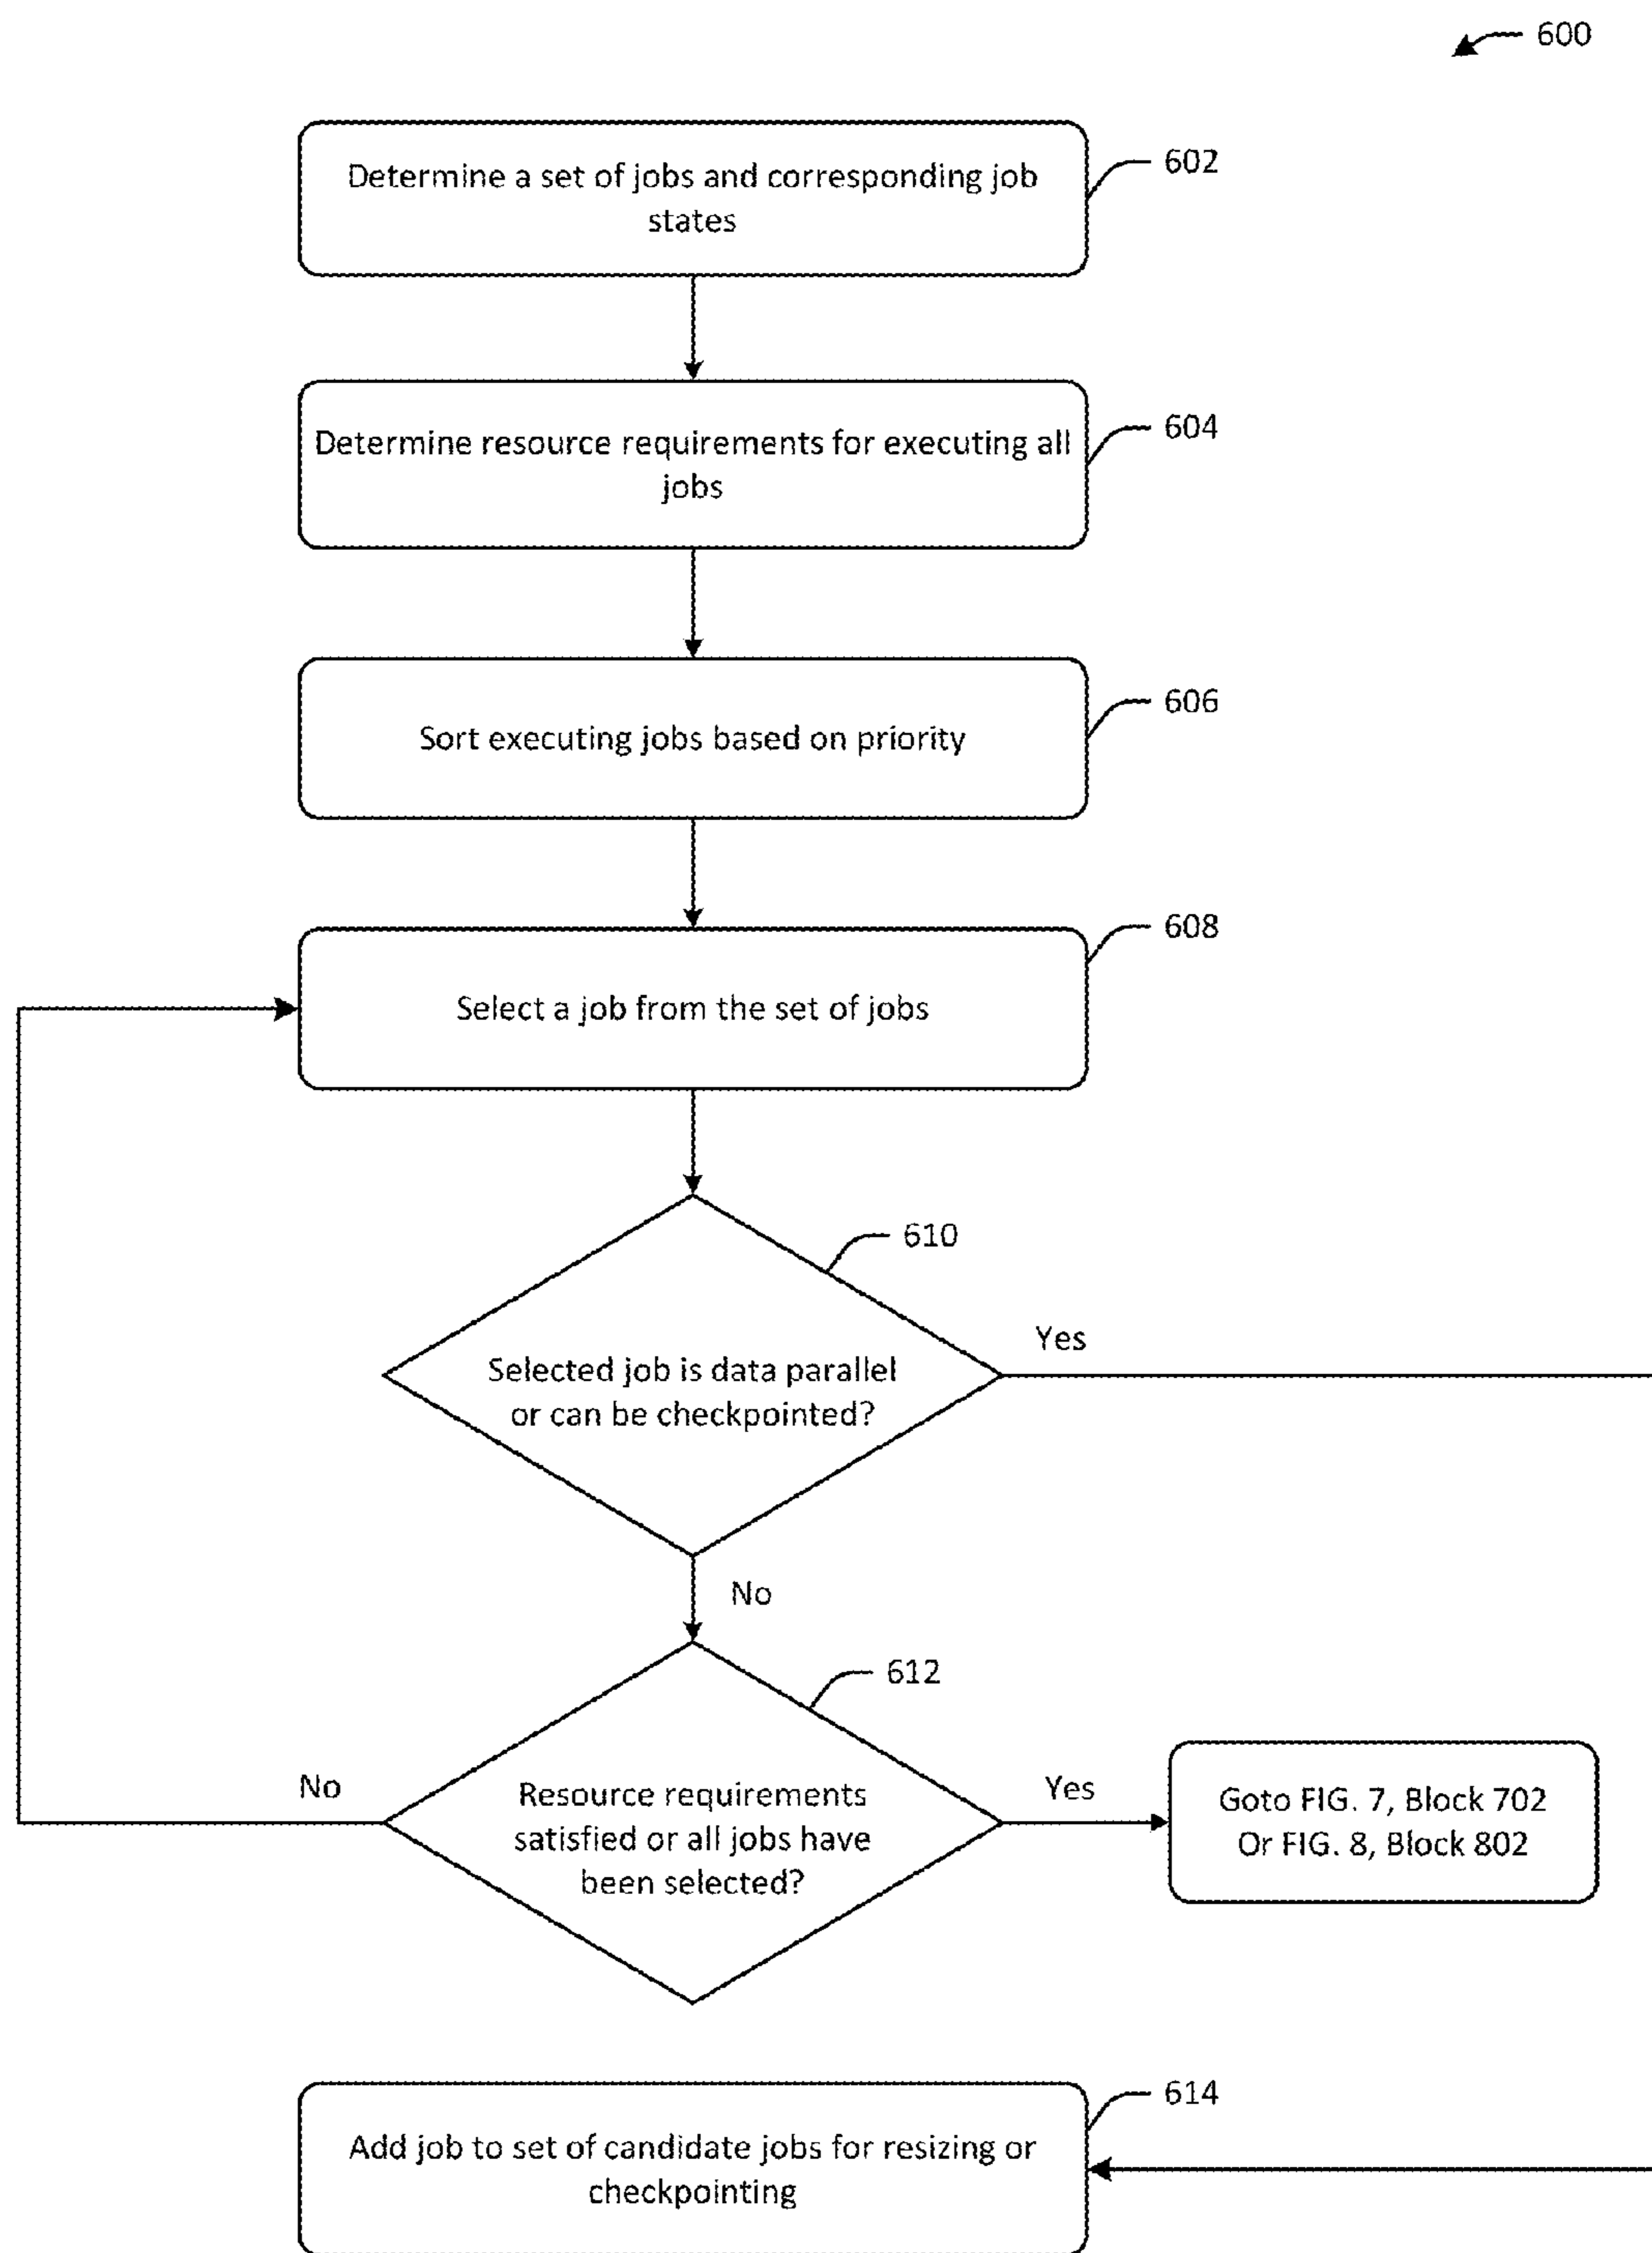 600
Determine a set of jobs and corresponding job
states
602
Determine resource requirements for executing all
jobs
604
Sort executing jobs based on priority
606
Select a job from the set of jobs
608
Selected job is data parallel
or can be checkpointed?
610
Yes
No
Resource requirements
satisfied or all jobs have
been selected?
612
No
Yes
Goto FIG. 7, Block 702
Or FIG. 8, Block 802
Add job to set of candidate jobs for resizing or
checkpointing
614